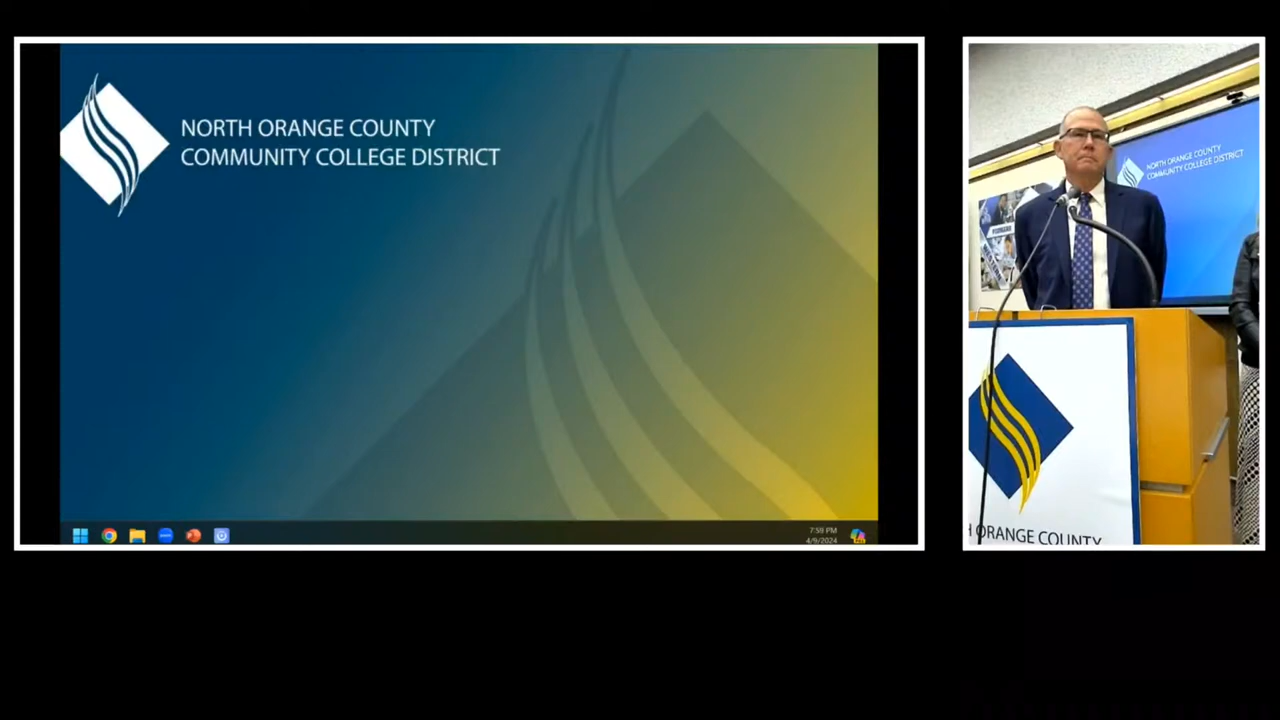 NORTH ORANGE COUNTY
COMMUNITY COLLEGE DISTRICT
7:59 PM
4/9/2024
NORTH ORANGE COUNTY
COMMUNITY COLLEGE DISTRICT
H ORANGE COUNTY